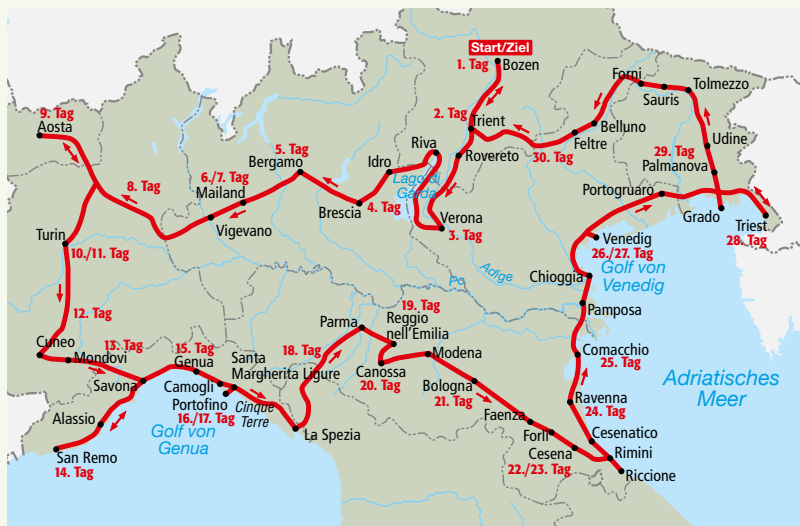 Start/Ziel
1. Tag
Bozen
Forni
Sauris
Tolmezzo
9. Tag
Aosta
2. Tag
Trient
Belluno
Feltre
30. Tag
Udine
29. Tag
Palmanova
5. Tag
Bergamo
Idro
Riva
Rovereto
8. Tag
6./7. Tag
Mailand
Lago di
Garda
Portogruaro
Grado
Triest
28. Tag
Vigevano
Brescia
4. Tag
Verona
3. Tag
Turin
10./11. Tag
Venedig
26./27. Tag
Golf von
Venedig
Chioggia
Adige
Po
12. Tag
19. Tag
Reggio
nell'Emilia
Parma
Pamposa
Cuneo
Mondovi
13. Tag
15. Tag
Genua
Santa
Margherita Ligure
18. Tag
Canossa
20. Tag
Modena
Comacchio
25. Tag
Savona
Camogli
Portofino
16./17. Tag
Cinque
Terre
Bologna
21. Tag
Adriatisches
Meer
Alassio
Golf von
Genua
La Spezia
Faenza
Forli
Ravenna
24. Tag
San Remo
14. Tag
Cesena
22./23. Tag
Cesenatico
Rimini
Riccione